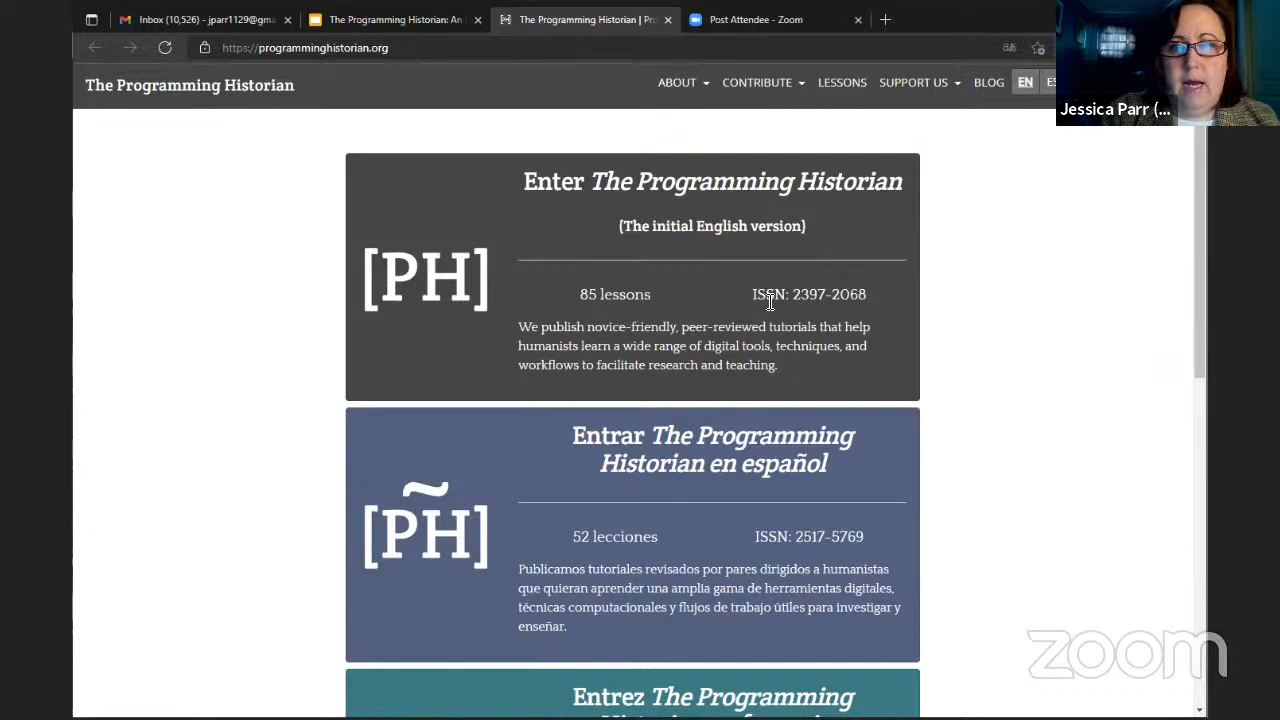 Inbox (10,526) - jparr1129@gma
The Programming Historian: An
The Programming Historian | Pro
Post Attendee - Zoom
https://programminghistorian.org
The Programming Historian
ABOUT
CONTRIBUTE
LESSONS
SUPPORT US
BLOG
EN
ES
Jessica Parr (...
Enter The Programming Historian
(The initial English version)
[PH]
85 lessons
ISSN: 2397-2068
We publish novice-friendly, peer-reviewed tutorials that help
humanists learn a wide range of digital tools, techniques, and
workflows to facilitate research and teaching.
Entrar The Programming
Historian en español
[PH]
52 lecciones
ISSN: 2517-5769
Publicamos tutoriales revisados por pares dirigidos a humanistas
que quieran aprender una amplia gama de herramientas digitales,
técnicas computacionales y flujos de trabajo útiles para investigar y
enseñar.
zoom
Entrez The Programming